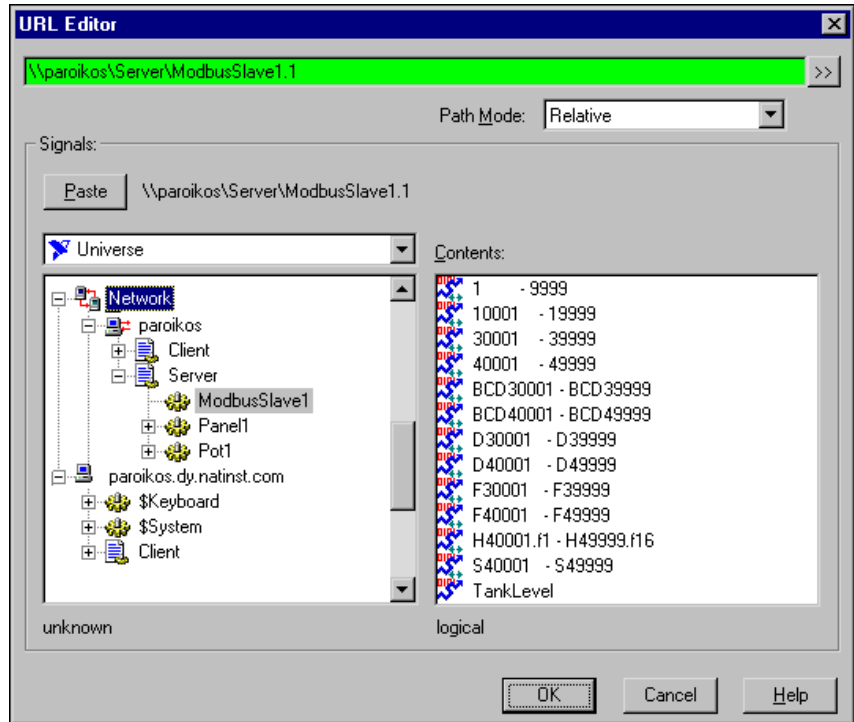 URL Editor
\\paroikos\Server\ModbusSlave1.1
>>
Path Mode: Relative
Signals:
Paste \\paroikos\Server\ModbusSlave1.1
Universe
Contents:
Network
paroikos
Client
Server
ModbusSlave1
Panel1
Pot1
paroikos.dy.natinst.com
$Keyboard
$System
Client
1 - 9999
10001 - 19999
30001 - 39999
40001 - 49999
BCD30001 - BCD39999
BCD40001 - BCD49999
D30001 - D39999
D40001 - D49999
F30001 - F39999
F40001 - F49999
H40001.f1 - H49999.f16
S40001 - S49999
TankLevel
unknown
logical
OK Cancel Help